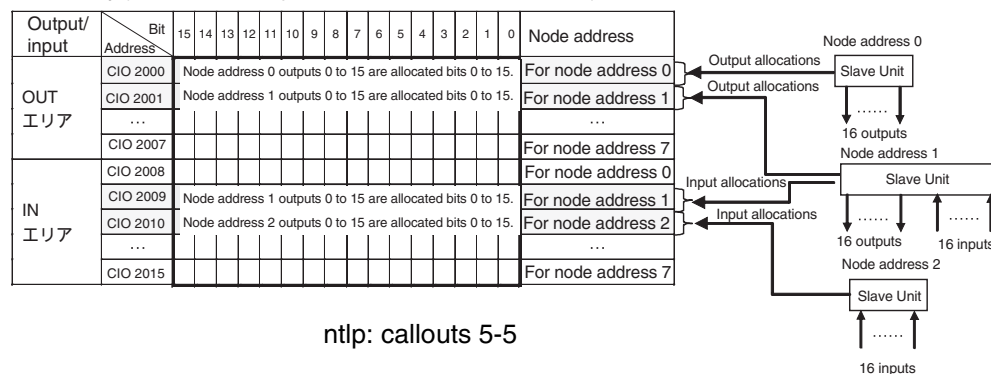 Output/
input
Bit
Address
15 14 13 12 11 10 9 8 7 6 5 4 3 2 1 0
Node address
OUT
エリア
CIO 2000
Node address 0 outputs 0 to 15 are allocated bits 0 to 15.
For node address 0
CIO 2001
Node address 1 outputs 0 to 15 are allocated bits 0 to 15.
For node address 1
...
...
CIO 2007
For node address 7
IN
エリア
CIO 2008
For node address 0
CIO 2009
Node address 1 outputs 0 to 15 are allocated bits 0 to 15.
For node address 1
CIO 2010
Node address 2 outputs 0 to 15 are allocated bits 0 to 15.
For node address 2
...
...
CIO 2015
For node address 7
Output allocations
Output allocations
Input allocations
Input allocations
Node address 0
Slave Unit
......
16 outputs
Node address 1
Slave Unit
......
......
16 outputs
16 inputs
Node address 2
Slave Unit
......
16 inputs
ntlp: callouts 5-5